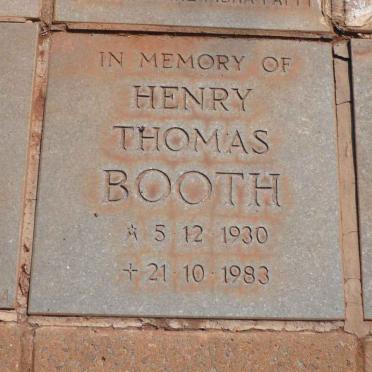 IN MEMORY OF
HENRY
THOMAS
BOOTH
☆ 5 12 1930
+ 21 · 10 · 1983